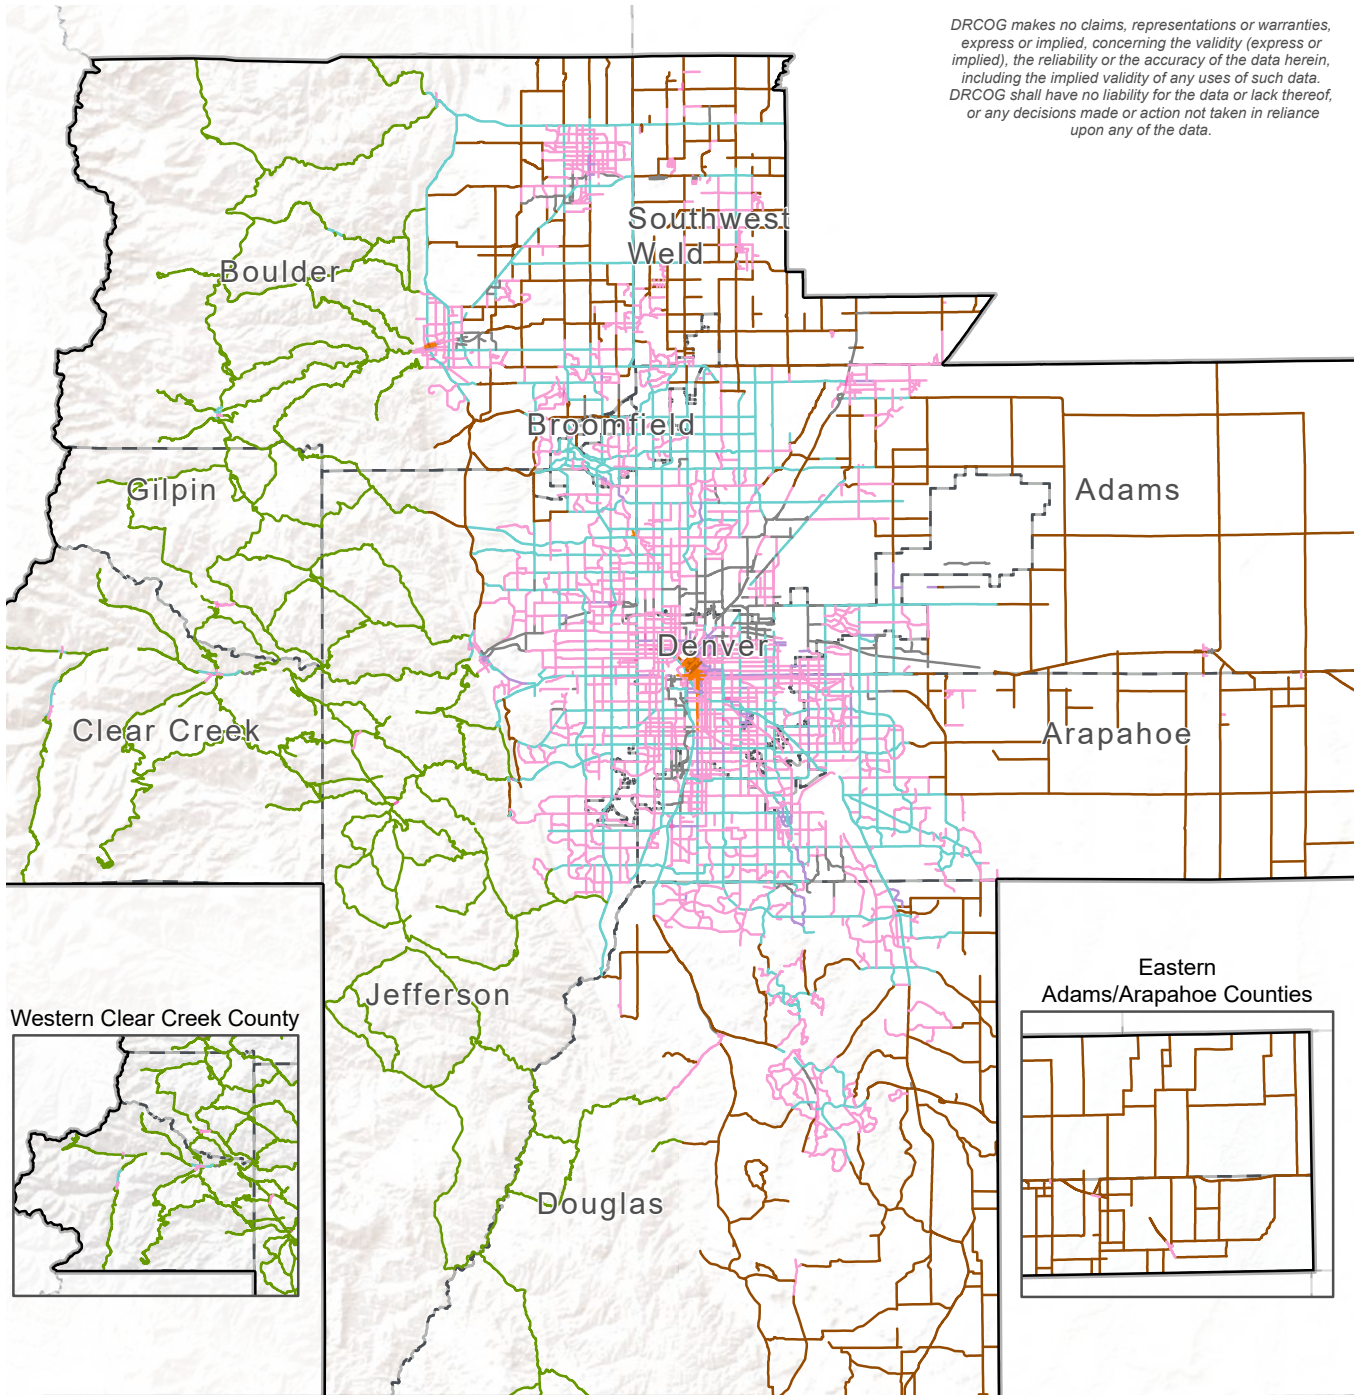 DRCOG makes no claims, representations or warranties,
express or implied, concerning the validity (express or
implied), the reliability or the accuracy of the data herein,
including the implied validity of any uses of such data.
DRCOG shall have no liability for the data or lack thereof,
or any decisions made or action not taken in reliance
upon any of the data.
Southwest
Weld
Boulder
Broomfield
Gilpin
Adams
Denver
Clear Creek
Arapahoe
Jefferson
Eastern
Adams/Arapahoe Counties
Western Clear Creek County
Douglas